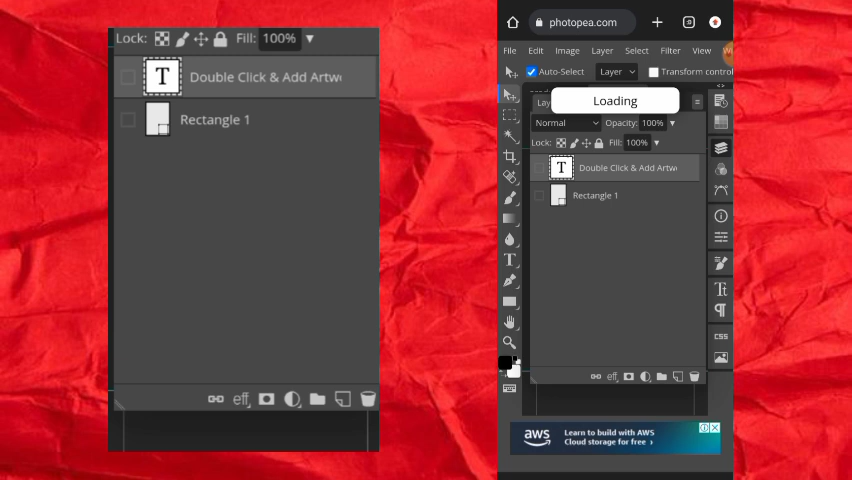 Lock: Fill: 100%
Double Click & Add Artw
Rectangle 1
photopea.com
File Edit Image Layer Select Filter View
Auto-Select Layer Transform control
Loading
Normal Opacity: 100%
Lock: Fill: 100%
T Double Click & Add Artw
Rectangle 1
CSS
eff
aws Learn to build with AWS
Cloud storage for free ›